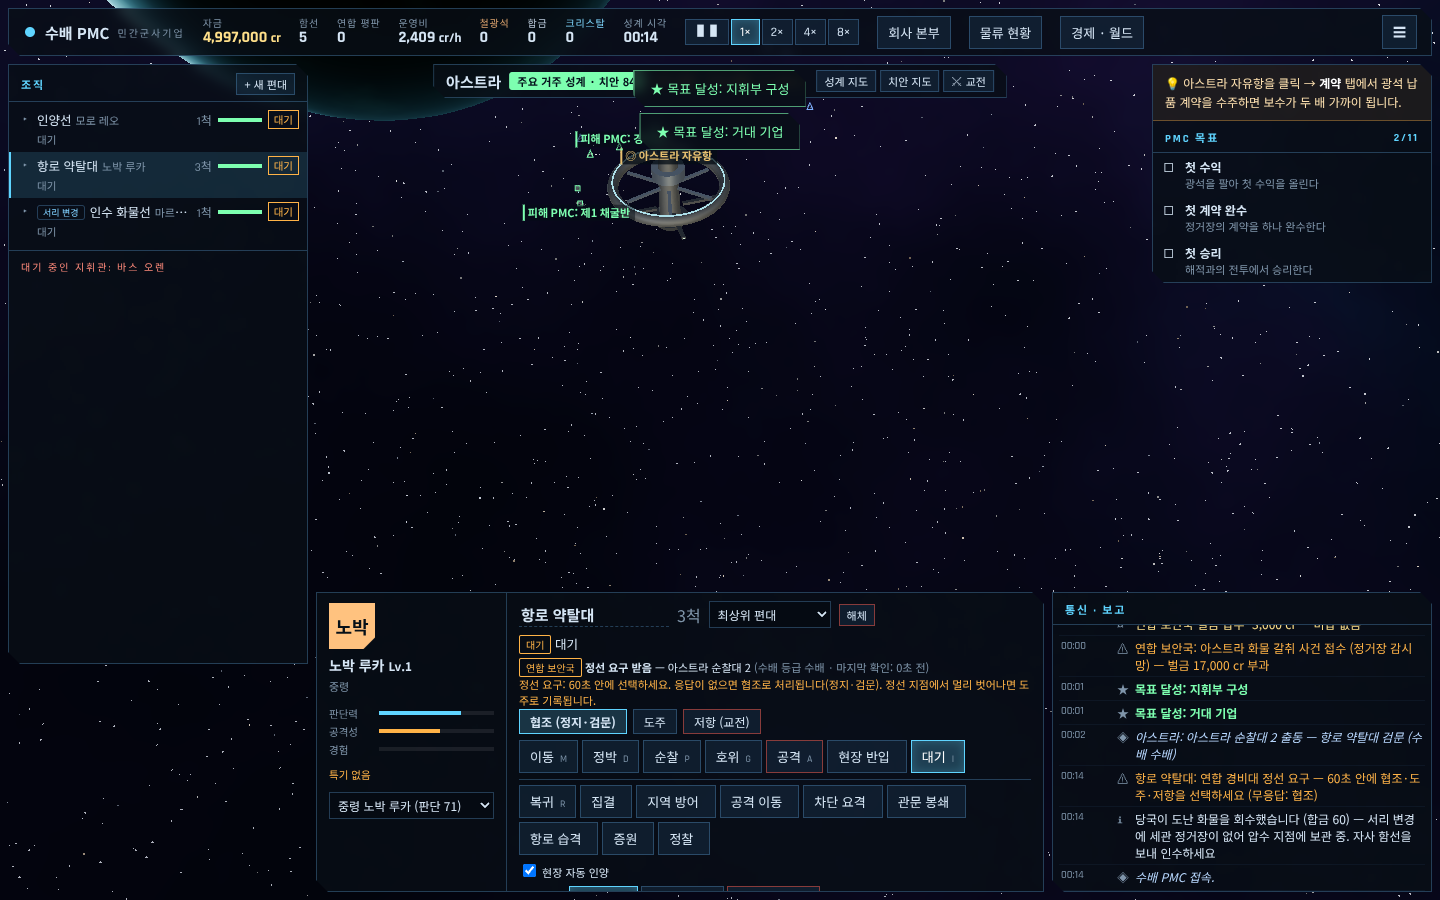 수배 PMC 민간군사기업
자금
4,997,000 cr
함선
5
연합 평판
0
운영비
2,409 cr/h
철광석
0
합금
0
크리스탈
0
성계 시각
00:14
1×
2×
4×
8×
회사 본부
물류 현황
경제 · 월드
조직
+ 새 편대
인양선 모로 레오 1척 대기
대기
항로 약탈대 노박 루카 3척 대기
대기
서리 변경 인수 화물선 마르··· 1척 대기
대기
대기 중인 지휘관: 바스 오렌
아스트라 주요 거주 성계 · 치안 84
성계 지도
치안 지도
⚔ 교전
★ 목표 달성: 지휘부 구성
★ 목표 달성: 거대 기업
피해 PMC:
◎ 아스트라 자유항
피해 PMC: 제1 채굴반
💡 아스트라 자유항을 클릭 → 계약 탭에서 광석 납
품 계약을 수주하면 보수가 두 배 가까이 됩니다.
PMC 목표 2/11
첫 수익
광석을 팔아 첫 수익을 올린다
첫 계약 완수
정거장의 계약을 하나 완수한다
첫 승리
해적과의 전투에서 승리한다
노박
노박 루카 Lv.1
중령
판단력
공격성
경험
특기 없음
중령 노박 루카 (판단 71)
항로 약탈대 3척 최상위 편대 해체
대기 대기
연합 보안국 정선 요구 받음 — 아스트라 순찰대 2 (수배 등급 수배 · 마지막 확인: 0초 전)
정선 요구: 60초 안에 선택하세요. 응답이 없으면 협조로 처리됩니다(정지·검문). 정선 지점에서 멀리 벗어나면 도
주로 기록됩니다.
협조 (정지·검문) 도주 저항 (교전)
이동 M 정박 D 순찰 P 호위 G 공격 A 현장 반입 대기 I
복귀 R 집결 지역 방어 공격 이동 차단 요격 관문 봉쇄
항로 습격 증원 정찰
현장 자동 인양
통신 · 보고
00:00 ⚠ 연합 보안국: 아스트라 화물 갈취 사건 접수 (정거장 감시
망) — 벌금 17,000 cr 부과
00:01 ★ 목표 달성: 지휘부 구성
00:01 ★ 목표 달성: 거대 기업
00:02 ◈ 아스트라: 아스트라 순찰대 2 출동 — 항로 약탈대 검문 (수
배 수배)
00:14 ⚠ 항로 약탈대: 연합 경비대 정선 요구 — 60초 안에 협조·도
주·저항을 선택하세요 (무응답: 협조)
00:14 ℹ 당국이 도난 화물을 회수했습니다 (합금 60) — 서리 변경
에 세관 정거장이 없어 압수 지점에 보관 중. 자사 함선을
보내 인수하세요
00:14 ◈ 수배 PMC 접속.